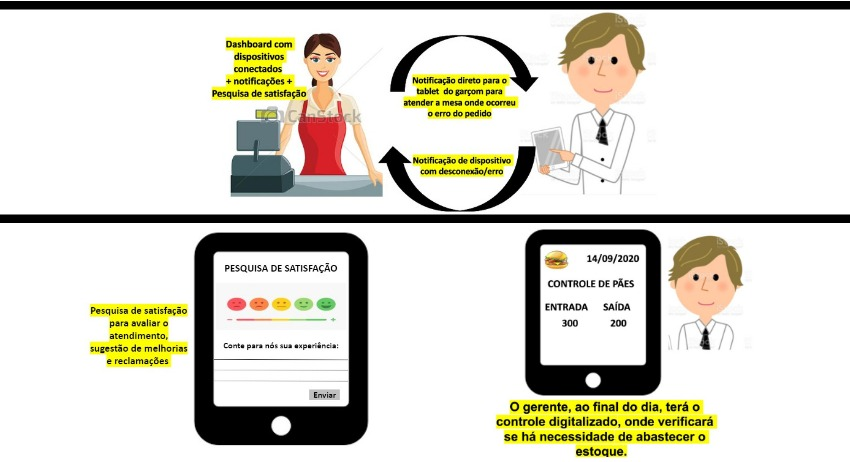 Dashboard com
dispositivos
conectados
+ notificações +
Pesquisa de satisfação
CanStock
Notificação direto para o
tablet do garçom para
atender a mesa onde ocorreu
o erro do pedido
Notificação de dispositivo
com desconexão/erro
Pesquisa de satisfação
para avaliar o
atendimento,
sugestão de melhorias
e reclamações
PESQUISA DE SATISFAÇÃO
Conte para nós sua experiência:
Enviar
14/09/2020
CONTROLE DE PÃES
ENTRADA SAÍDA
300 200
O gerente, ao final do dia, terá o
controle digitalizado, onde verificará
se há necessidade de abastecer o
estoque.